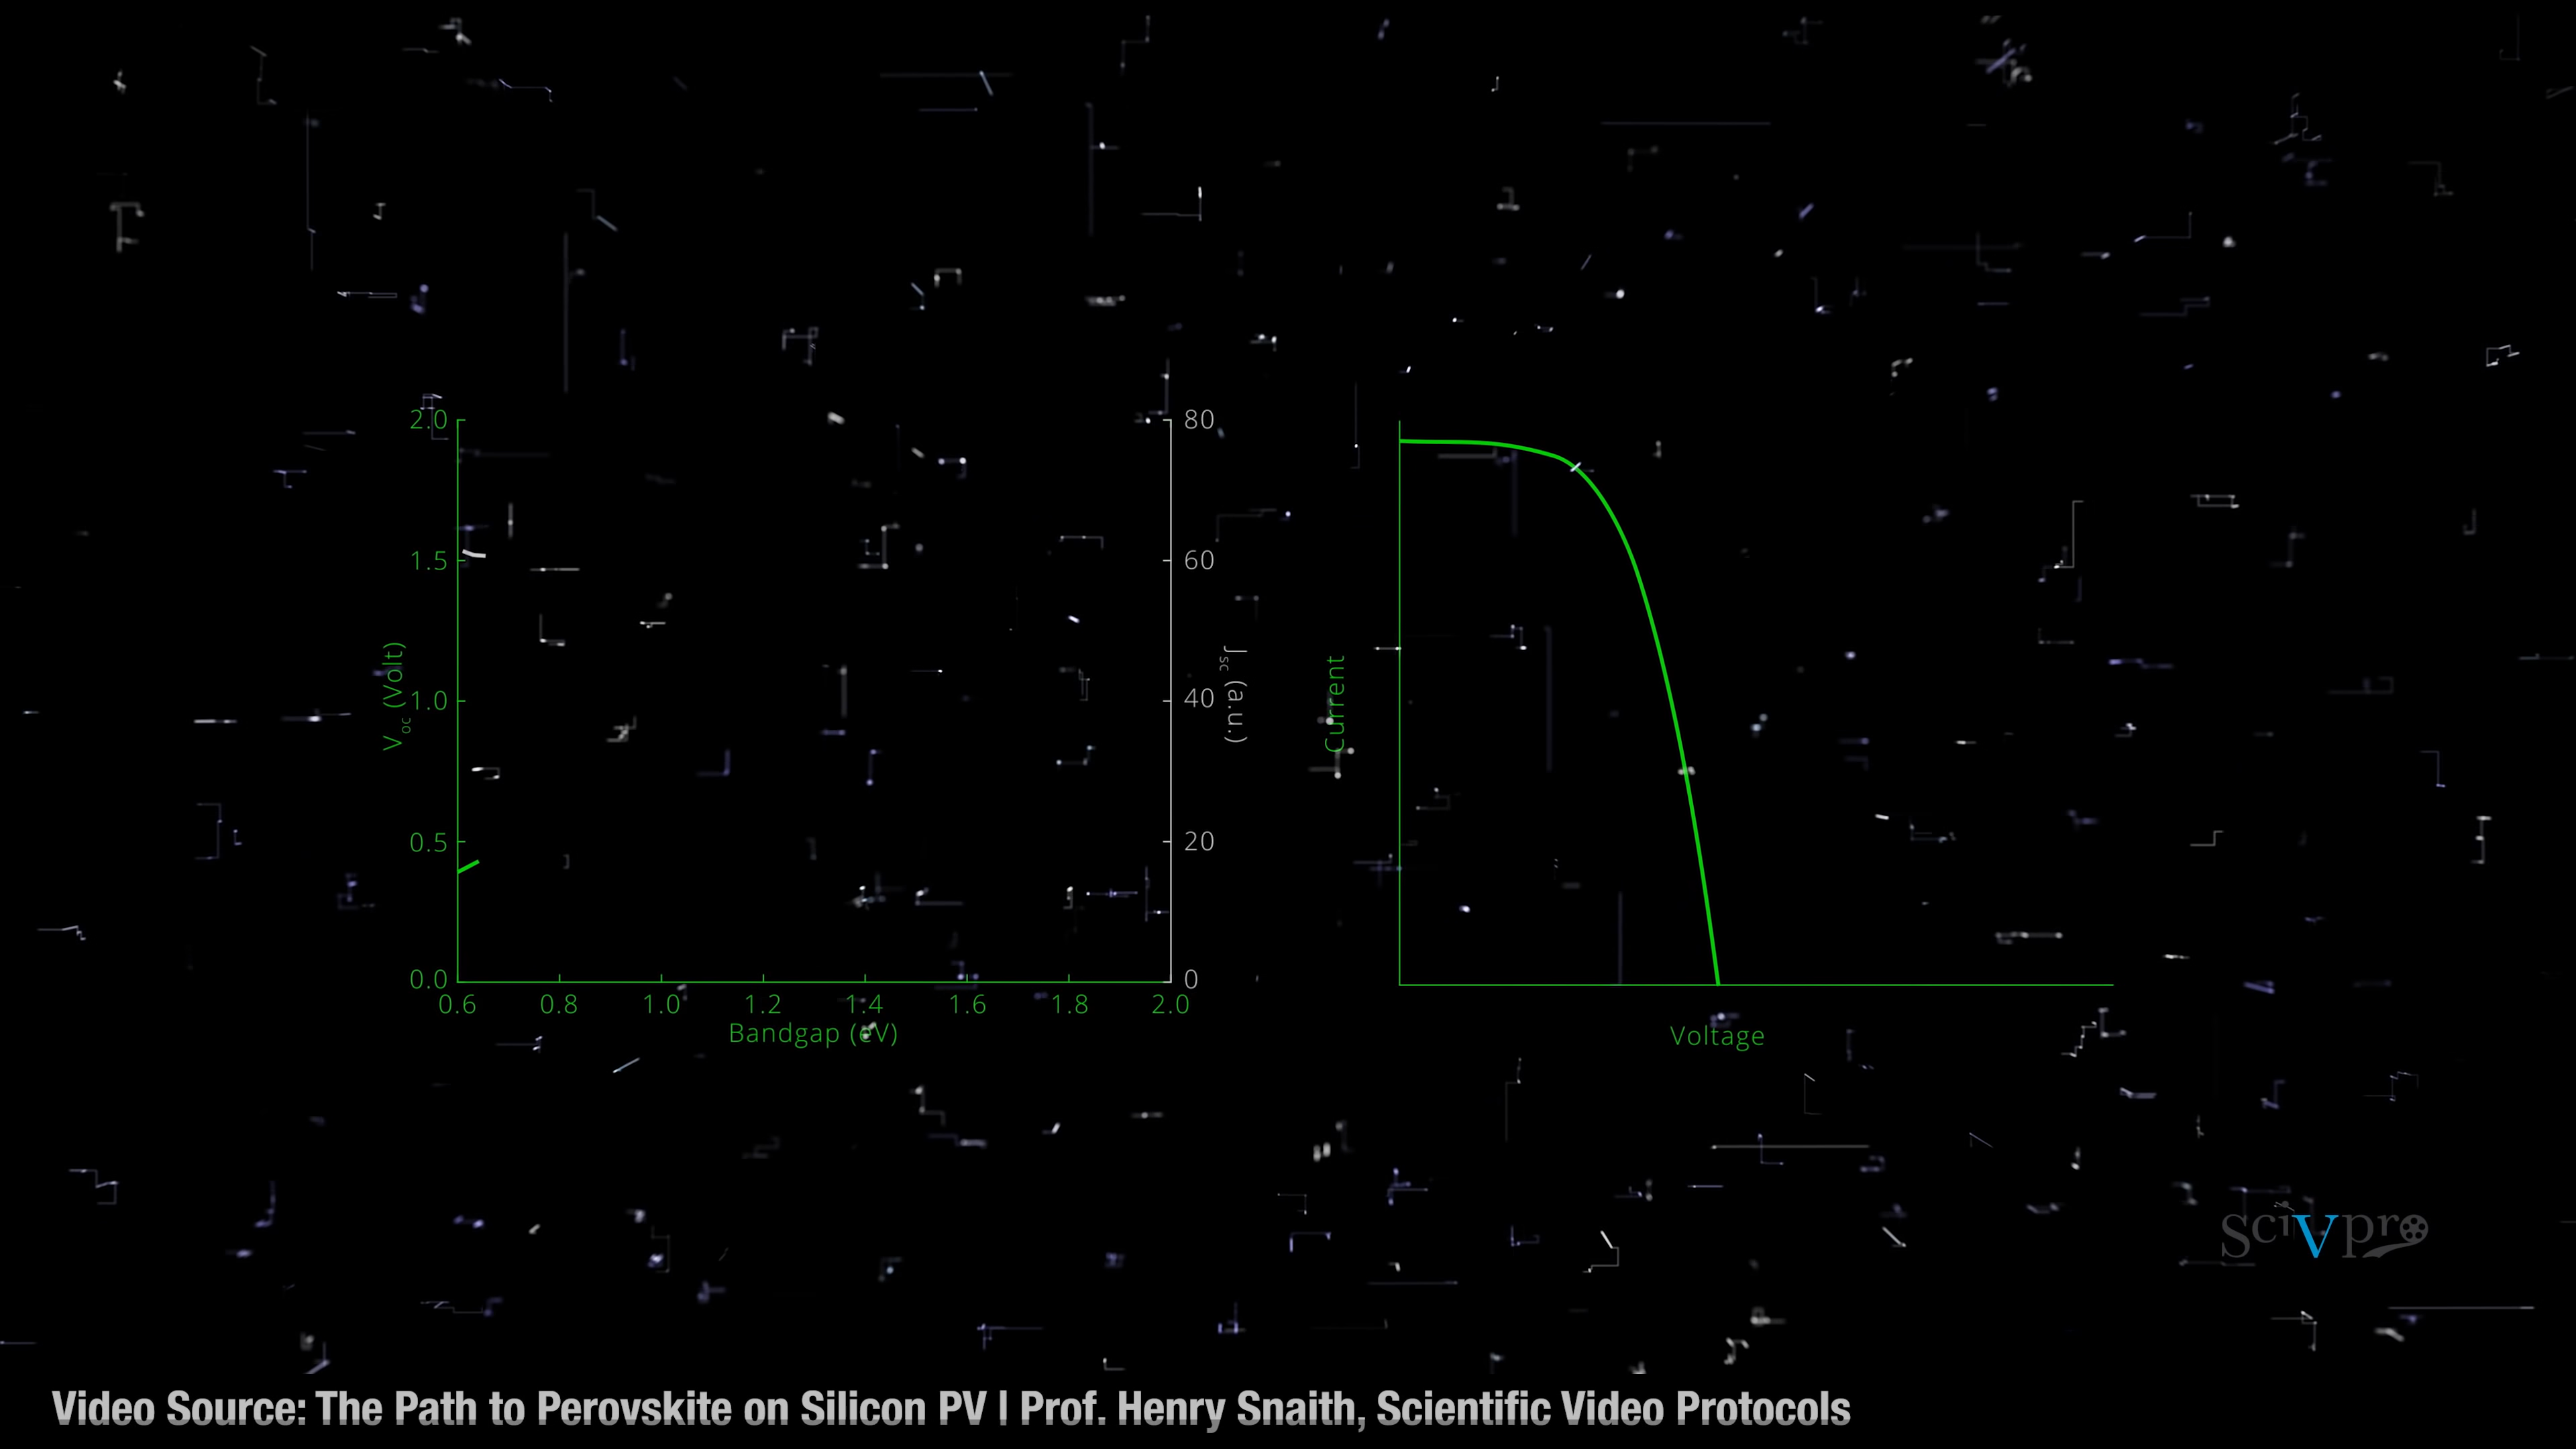 2.0
1.5
1.0
0.5
0.0
Voc (Volt)
0.6 0.8 1.0 1.2 1.4 1.6 1.8 2.0
Bandgap (eV)
80
60
40
20
0
Jsc (a.u.)
Current
Voltage
SciVpro
Video Source: The Path to Perovskite on Silicon PV | Prof. Henry Snaith, Scientific Video Protocols